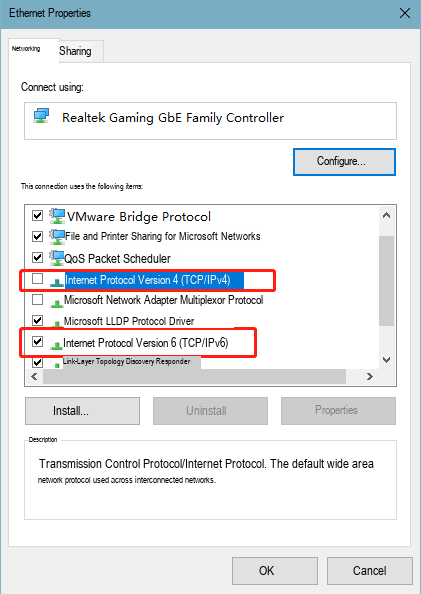 Ethernet Properties
Networking Sharing
Connect using:
Realtek Gaming GbE Family Controller
Configure...
This connection uses the following items:
VMware Bridge Protocol
File and Printer Sharing for Microsoft Networks
QoS Packet Scheduler
Internet Protocol Version 4 (TCP/IPv4)
Microsoft Network Adapter Multiplexor Protocol
Microsoft LLDP Protocol Driver
Internet Protocol Version 6 (TCP/IPv6)
Link-Layer Topology Discovery Responder
Install... Uninstall Properties
Description
Transmission Control Protocol/Internet Protocol. The default wide area
network protocol used across interconnected networks.
OK Cancel